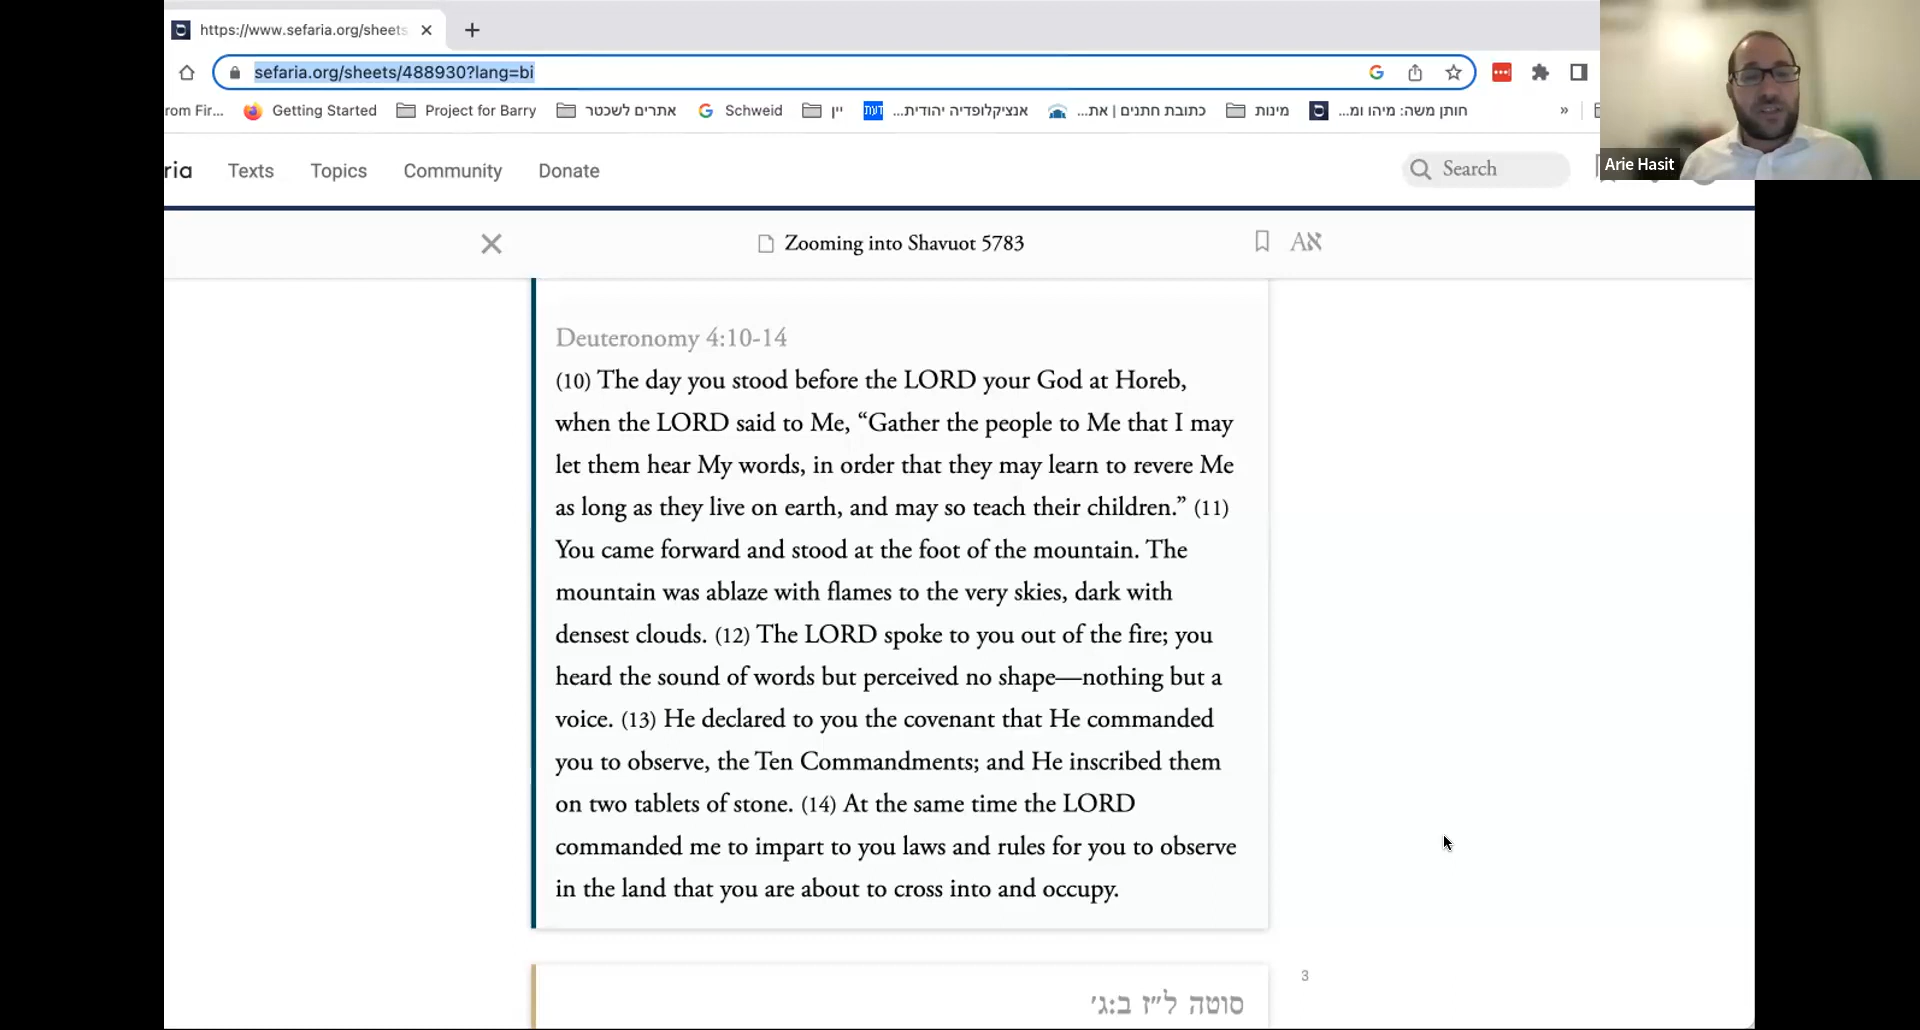 https://www.sefaria.org/sheets
sefaria.org/sheets/488930?lang=bi
rom Fir...
Getting Started
Project for Barry
אתרים לשכטר
Schweid
יין
דעת
אנציקלופדיה יהודית...
כתובת חתנים | את...
מינות
חותן משה: מיהו ומ...
»
Arie Hasit
ria
Texts
Topics
Community
Donate
Search
Zooming into Shavuot 5783
Aא
Deuteronomy 4:10-14
(10) The day you stood before the LORD your God at Horeb,
when the LORD said to Me, “Gather the people to Me that I may
let them hear My words, in order that they may learn to revere Me
as long as they live on earth, and may so teach their children.” (11)
You came forward and stood at the foot of the mountain. The
mountain was ablaze with flames to the very skies, dark with
densest clouds. (12) The LORD spoke to you out of the fire; you
heard the sound of words but perceived no shape—nothing but a
voice. (13) He declared to you the covenant that He commanded
you to observe, the Ten Commandments; and He inscribed them
on two tablets of stone. (14) At the same time the LORD
commanded me to impart to you laws and rules for you to observe
in the land that you are about to cross into and occupy.
3
סוטה ל״ז ב:ג׳